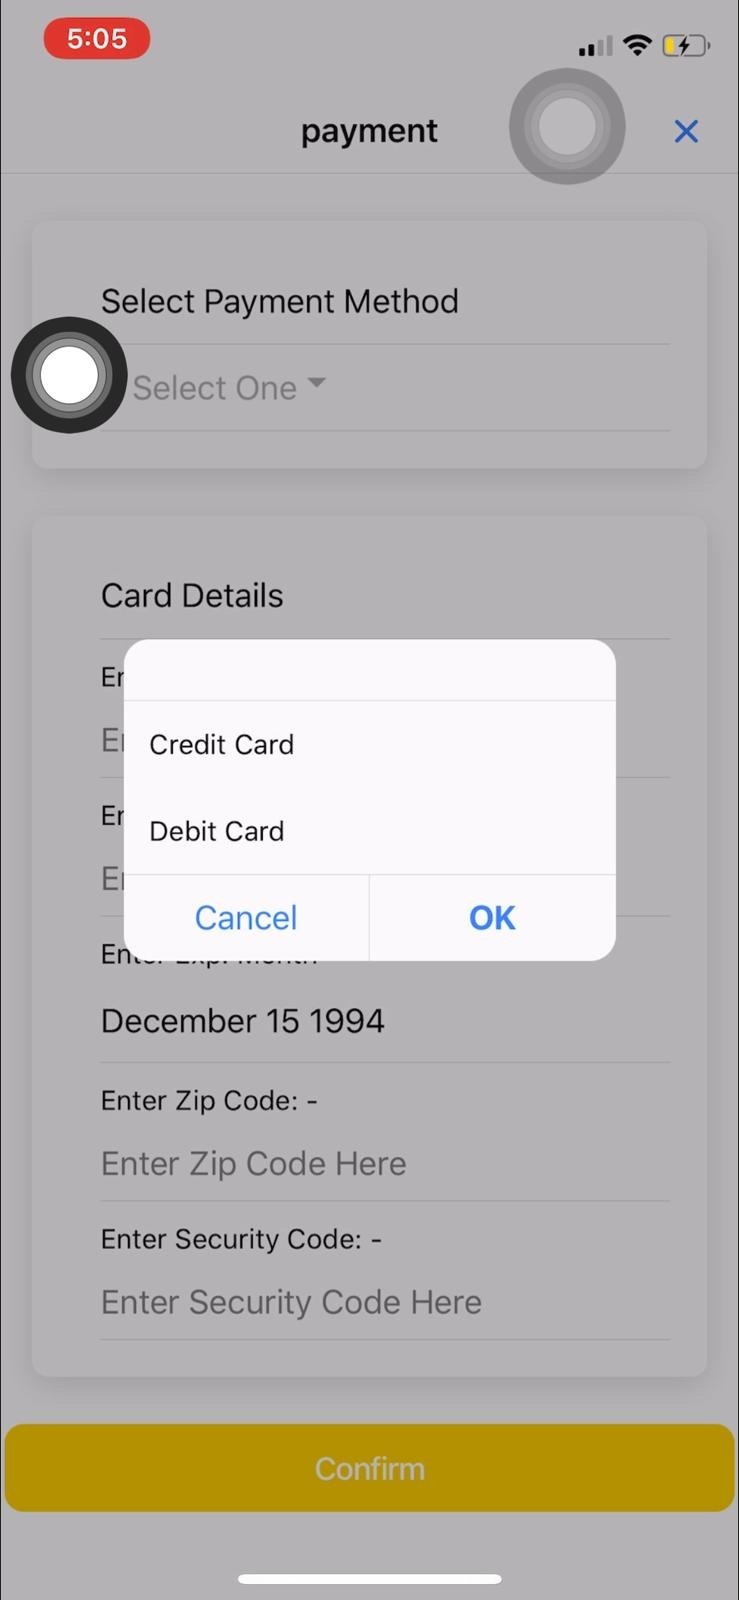 5:05
payment
Select Payment Method
Select One
Card Details
Credit Card
Debit Card
Cancel
OK
December 15 1994
Enter Zip Code: -
Enter Zip Code Here
Enter Security Code: -
Enter Security Code Here
Confirm